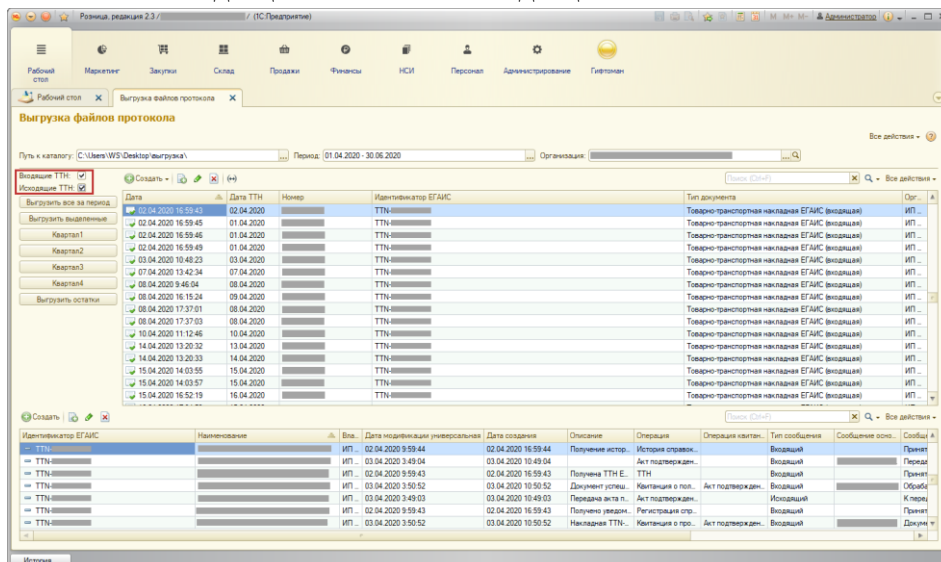 Розница, редакция 2.3 / / (1С:Предприятие) M M+ M- Администратор
Рабочий стол Маркетинг Закупки Склад Продажи Финансы НСИ Персонал Администрирование Гифтоман
Рабочий стол X Выгрузка файлов протокола X
Выгрузка файлов протокола
Все действия
Путь к каталогу: C:\Users\WS\Desktop\выгрузка\ ... Период: 01.04.2020 - 30.06.2020 ... Организация: ...
Входящие ТТН:
Исходящие ТТН:
Выгрузить все за период
Выгрузить выделенные
Квартал1
Квартал2
Квартал3
Квартал4
Выгрузить остатки
Создать Поиск (Ctrl+F) Все действия
Дата Дата ТТН Номер Идентификатор ЕГАИС Тип документа Орг...
02.04.2020 16:59:43 02.04.2020 TTN- Товарно-транспортная накладная ЕГАИС (входящая) ИП ...
02.04.2020 16:59:45 01.04.2020 TTN- Товарно-транспортная накладная ЕГАИС (входящая) ИП ...
02.04.2020 16:59:46 01.04.2020 TTN- Товарно-транспортная накладная ЕГАИС (входящая) ИП ...
02.04.2020 16:59:49 01.04.2020 TTN- Товарно-транспортная накладная ЕГАИС (входящая) ИП ...
03.04.2020 10:48:23 03.04.2020 TTN- Товарно-транспортная накладная ЕГАИС (входящая) ИП ...
07.04.2020 13:42:34 07.04.2020 TTN- Товарно-транспортная накладная ЕГАИС (входящая) ИП ...
08.04.2020 9:46:04 08.04.2020 TTN- Товарно-транспортная накладная ЕГАИС (входящая) ИП ...
08.04.2020 16:15:24 09.04.2020 TTN- Товарно-транспортная накладная ЕГАИС (входящая) ИП ...
08.04.2020 17:37:01 08.04.2020 TTN- Товарно-транспортная накладная ЕГАИС (входящая) ИП ...
08.04.2020 17:37:03 08.04.2020 TTN- Товарно-транспортная накладная ЕГАИС (входящая) ИП ...
10.04.2020 11:12:46 10.04.2020 TTN- Товарно-транспортная накладная ЕГАИС (входящая) ИП ...
14.04.2020 13:20:32 13.04.2020 TTN- Товарно-транспортная накладная ЕГАИС (входящая) ИП ...
14.04.2020 13:20:33 14.04.2020 TTN- Товарно-транспортная накладная ЕГАИС (входящая) ИП ...
15.04.2020 14:03:55 15.04.2020 TTN- Товарно-транспортная накладная ЕГАИС (входящая) ИП ...
15.04.2020 14:03:57 15.04.2020 TTN- Товарно-транспортная накладная ЕГАИС (входящая) ИП ...
15.04.2020 16:52:19 16.04.2020 TTN- Товарно-транспортная накладная ЕГАИС (входящая) ИП ...
Создать Поиск (Ctrl+F) Все действия
Идентификатор ЕГАИС Наименование Вла... Дата модификации универсальная Дата создания Описание Операция Операция квитан... Тип сообщения Сообщение осно... Сообщ
TTN- ИП ... 02.04.2020 9:59:44 02.04.2020 16:59:44 Получение истор... История справок... Входящий Принят
TTN- ИП ... 03.04.2020 3:49:04 03.04.2020 10:49:04 Акт подтвержден... Входящий Переда
TTN- ИП ... 02.04.2020 9:59:43 02.04.2020 16:59:43 Получена ТТН Е... ТТН Входящий Принят
TTN- ИП ... 03.04.2020 3:50:52 03.04.2020 10:50:52 Документ успеш... Квитанция о пол... Акт подтвержден... Входящий Обраба
TTN- ИП ... 03.04.2020 3:49:03 03.04.2020 10:49:03 Передача акта п... Акт подтвержден... Исходящий К перед
TTN- ИП ... 02.04.2020 9:59:43 02.04.2020 16:59:43 Получено уведом... Регистрация спр... Входящий Принят
TTN- ИП ... 03.04.2020 3:50:52 03.04.2020 10:50:52 Накладная TTN-... Квитанция о про... Акт подтвержден... Входящий Докуме
История